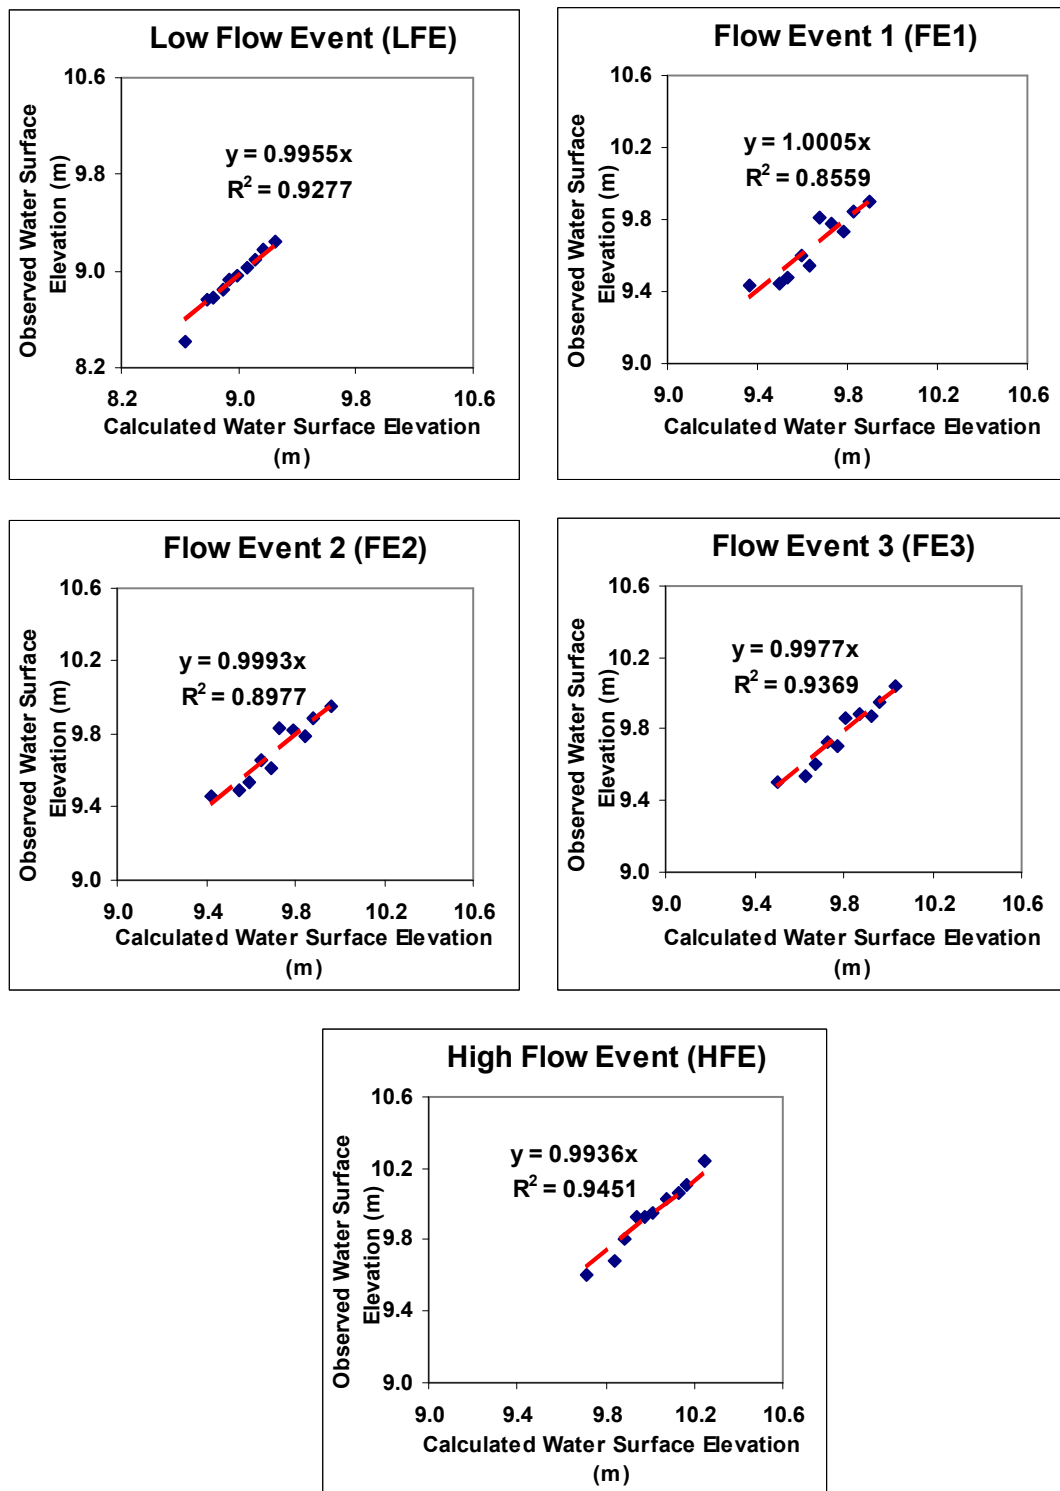 Low Flow Event (LFE)
Observed Water Surface
Elevation (m)
10.6
9.8
9.0
8.2
y = 0.9955x
R² = 0.9277
8.2 9.0 9.8 10.6
Calculated Water Surface Elevation
(m)
Flow Event 1 (FE1)
Observed Water Surface
Elevation (m)
10.6
10.2
9.8
9.4
9.0
y = 1.0005x
R² = 0.8559
9.0 9.4 9.8 10.2 10.6
Calculated Water Surface Elevation
(m)
Flow Event 2 (FE2)
Observed Water Surface
Elevation (m)
10.6
10.2
9.8
9.4
9.0
y = 0.9993x
R² = 0.8977
9.0 9.4 9.8 10.2 10.6
Calculated Water Surface Elevation
(m)
Flow Event 3 (FE3)
Observed Water Surface
Elevation (m)
10.6
10.2
9.8
9.4
9.0
y = 0.9977x
R² = 0.9369
9.0 9.4 9.8 10.2 10.6
Calculated Water Surface Elevation
(m)
High Flow Event (HFE)
Observed Water Surface
Elevation (m)
10.6
10.2
9.8
9.4
9.0
y = 0.9936x
R² = 0.9451
9.0 9.4 9.8 10.2 10.6
Calculated Water Surface Elevation
(m)